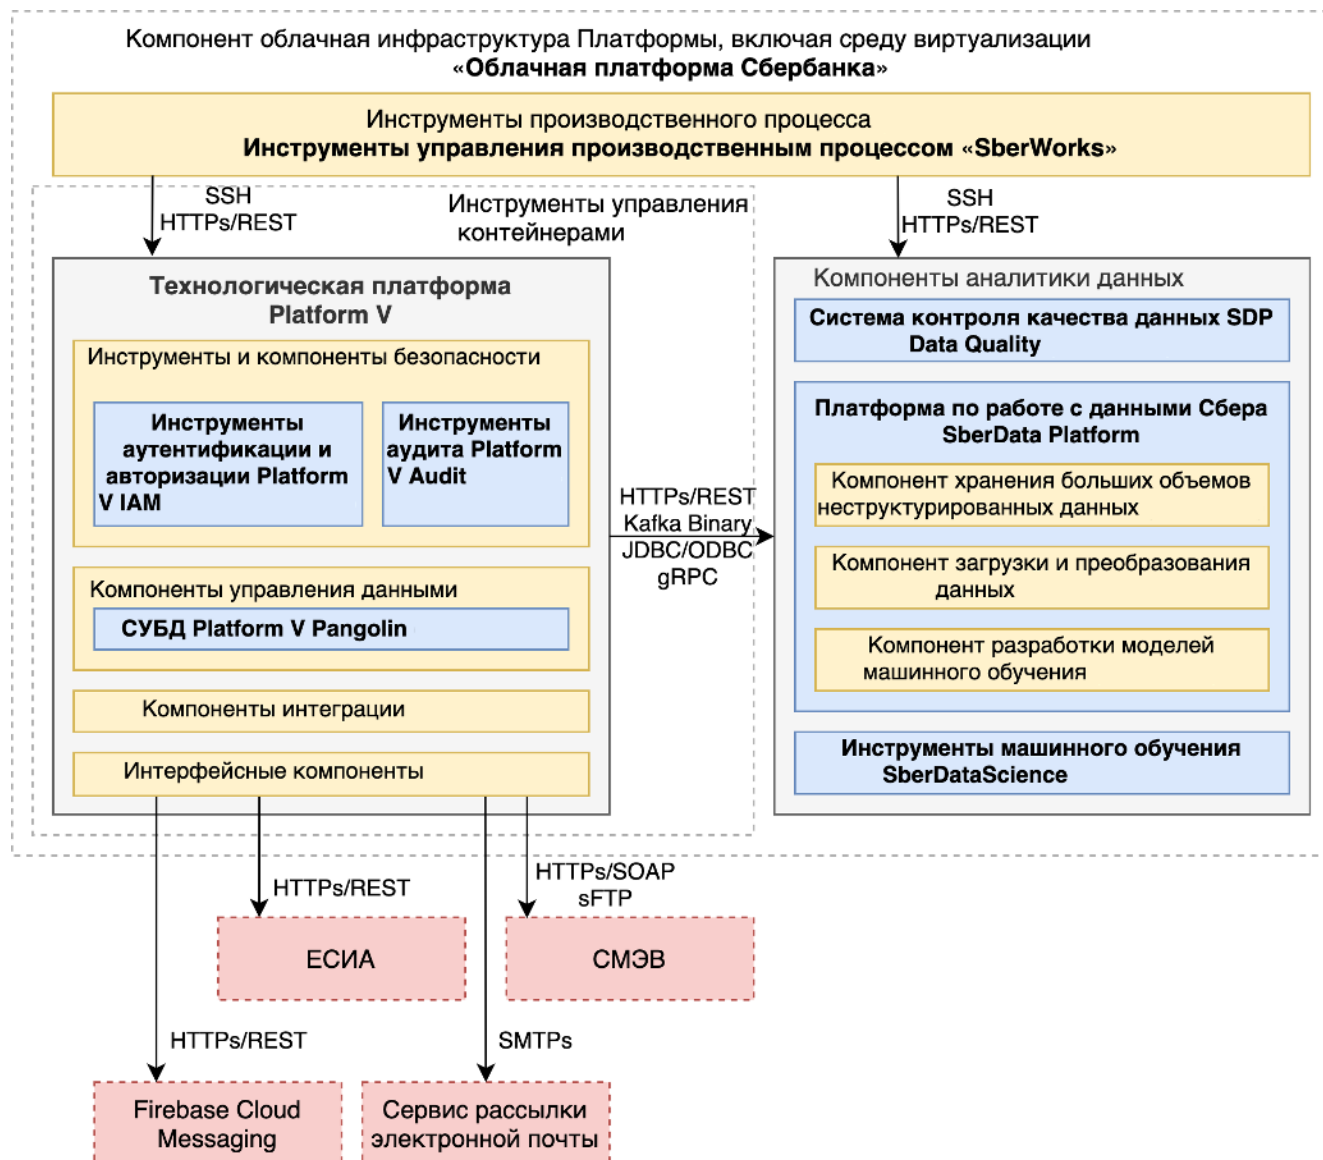 Компонент облачная инфраструктура Платформы, включая среду виртуализации
«Облачная платформа Сбербанка»
Инструменты производственного процесса
Инструменты управления производственным процессом «SberWorks»
SSH
HTTPs/REST
Инструменты управления
контейнерами
SSH
HTTPs/REST
Технологическая платформа
Platform V
Инструменты и компоненты безопасности
Инструменты
аутентификации и
авторизации Platform
V IAM
Инструменты
аудита Platform
V Audit
Компоненты управления данными
СУБД Platform V Pangolin
Компоненты интеграции
Интерфейсные компоненты
HTTPs/REST
Kafka Binary
JDBC/ODBC
gRPC
Компоненты аналитики данных
Система контроля качества данных SDP
Data Quality
Платформа по работе с данными Сбера
SberData Platform
Компонент хранения больших объемов
неструктурированных данных
Компонент загрузки и преобразования
данных
Компонент разработки моделей
машинного обучения
Инструменты машинного обучения
SberDataScience
HTTPs/REST
HTTPs/SOAP
sFTP
ЕСИА
СМЭВ
HTTPs/REST
SMTPs
Firebase Cloud
Messaging
Сервис рассылки
электронной почты